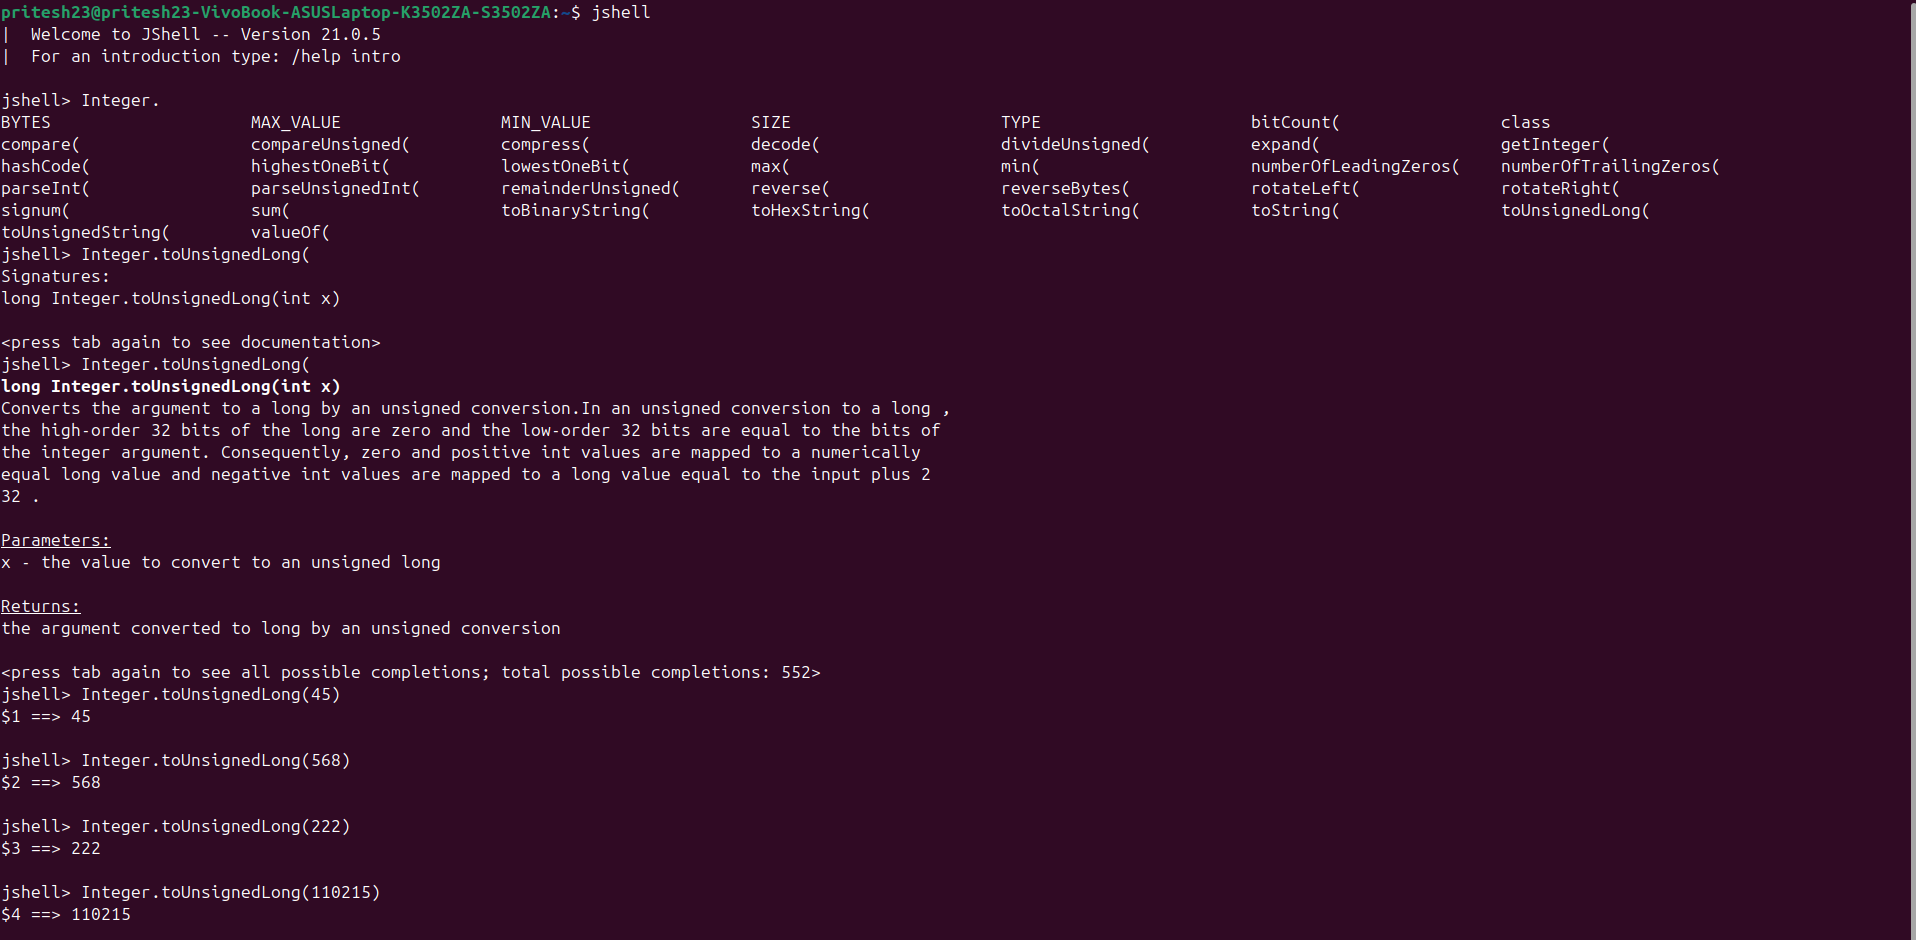 pritesh23@pritesh23-VivoBook-ASUSLaptop-K3502ZA-S3502ZA:~$ jshell
|  Welcome to JShell -- Version 21.0.5
|  For an introduction type: /help intro
jshell> Integer.
BYTES                    MAX_VALUE                MIN_VALUE                SIZE                     TYPE                     bitCount(                class
compare(                 compareUnsigned(         compress(                decode(                  divideUnsigned(          expand(                  getInteger(
hashCode(                highestOneBit(           lowestOneBit(            max(                     min(                     numberOfLeadingZeros(    numberOfTrailingZeros(
parseInt(                parseUnsignedInt(        remainderUnsigned(       reverse(                 reverseBytes(            rotateLeft(              rotateRight(
signum(                  sum(                     toBinaryString(          toHexString(             toOctalString(           toString(                toUnsignedLong(
toUnsignedString(        valueOf(
jshell> Integer.toUnsignedLong(
Signatures:
long Integer.toUnsignedLong(int x)
<press tab again to see documentation>
jshell> Integer.toUnsignedLong(
long Integer.toUnsignedLong(int x)
Converts the argument to a long by an unsigned conversion.In an unsigned conversion to a long ,
the high-order 32 bits of the long are zero and the low-order 32 bits are equal to the bits of
the integer argument. Consequently, zero and positive int values are mapped to a numerically
equal long value and negative int values are mapped to a long value equal to the input plus 2
32 .
Parameters:
x - the value to convert to an unsigned long
Returns:
the argument converted to long by an unsigned conversion
<press tab again to see all possible completions; total possible completions: 552>
jshell> Integer.toUnsignedLong(45)
$1 ==> 45
jshell> Integer.toUnsignedLong(568)
$2 ==> 568
jshell> Integer.toUnsignedLong(222)
$3 ==> 222
jshell> Integer.toUnsignedLong(110215)
$4 ==> 110215